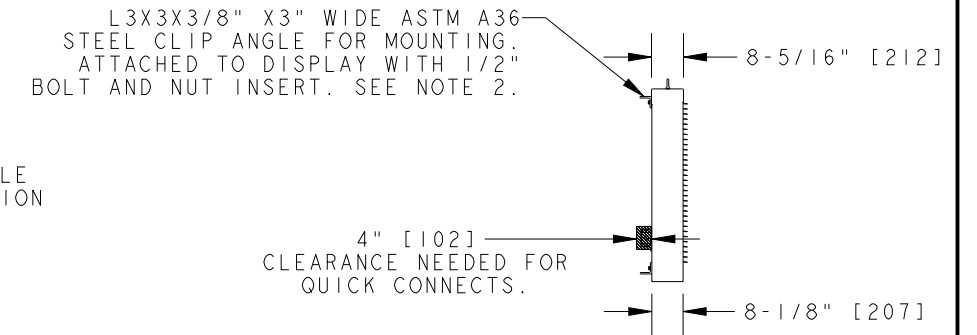 L3X3X3/8" X3" WIDE ASTM A36
STEEL CLIP ANGLE FOR MOUNTING.
ATTACHED TO DISPLAY WITH 1/2"
BOLT AND NUT INSERT. SEE NOTE 2.
8-5/16" [212]
LE
ION
4" [102]
CLEARANCE NEEDED FOR
QUICK CONNECTS.
8-1/8" [207]